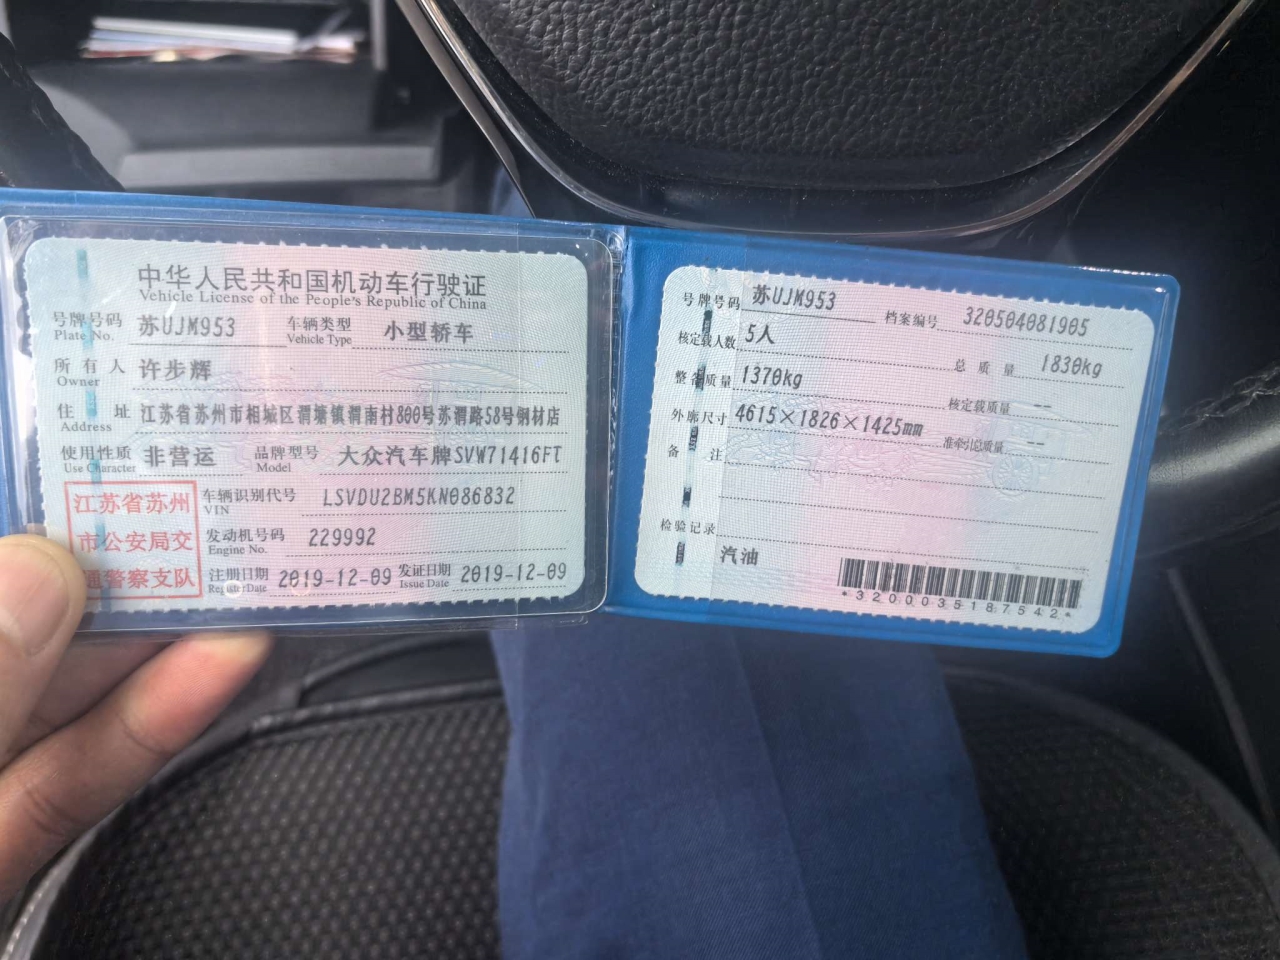 中华人民共和国机动车行驶证
Vehicle License of the People's Republic of China
号牌号码 苏UJM953 车辆类型 小型轿车
Plate No. Vehicle Type
所有人 许步辉
Owner
住址 江苏省苏州市相城区渭塘镇渭南村800号苏渭路58号钢材店
Address
使用性质 非营运 品牌型号 大众汽车牌SVW71416FT
Use Character Model
江苏省苏州
市公安局交
通警察支队
车辆识别代号 LSVDU2BM5KN086832
VIN
发动机号码 229992
Engine No.
注册日期 2019-12-09 发证日期 2019-12-09
Register Date Issue Date
号牌号码 苏UJM953 档案编号 320504081905
核定载人数 5人 总质量 1830kg
整备质量 1370kg 核定载质量 --
外廓尺寸 4615×1826×1425mm 准牵引总质量 --
备注
检验记录
汽油
*3200035187542*